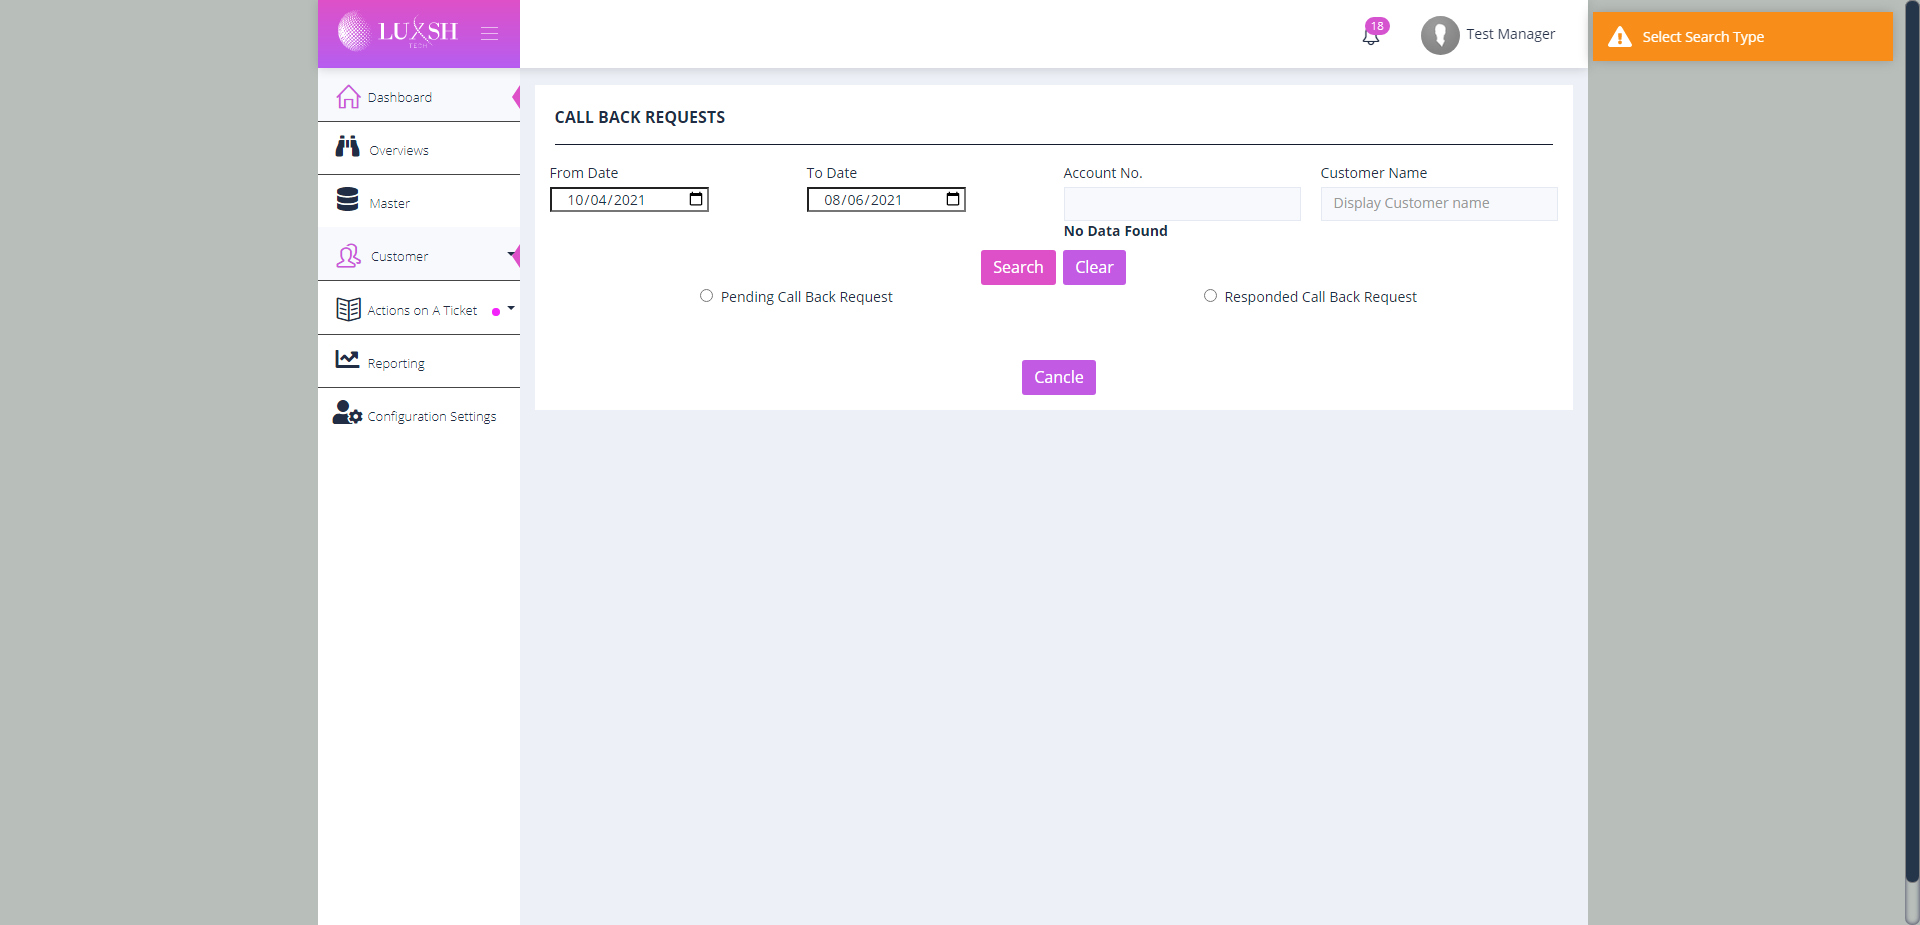 LUXSH
TECH
18
Test Manager
Select Search Type
Dashboard
Overviews
Master
Customer
Actions on A Ticket
Reporting
Configuration Settings
CALL BACK REQUESTS
From Date
To Date
Account No.
Customer Name
10/04/2021
08/06/2021
Display Customer name
No Data Found
Search
Clear
Pending Call Back Request
Responded Call Back Request
Cancle